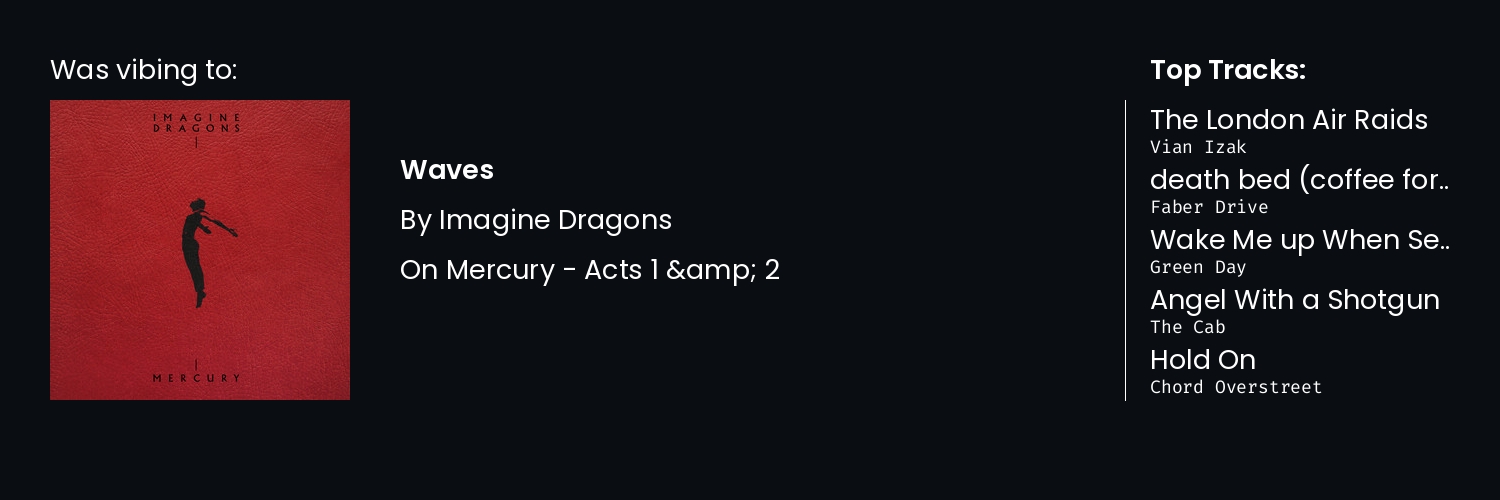 Was vibing to:
IMAGINE
DRAGONS
MERCURY
Waves
By Imagine Dragons
On Mercury - Acts 1 &amp;amp; 2
Top Tracks:
The London Air Raids
Vian Izak
death bed (coffee for..
Faber Drive
Wake Me up When Se..
Green Day
Angel With a Shotgun
The Cab
Hold On
Chord Overstreet